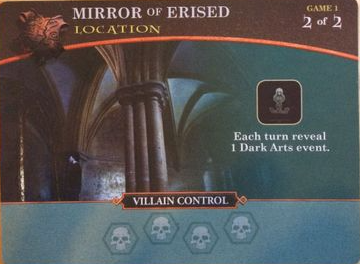 MIRROR OF ERISED
LOCATION
GAME 1
2 of 2
Each turn reveal
1 Dark Arts event.
VILLAIN CONTROL